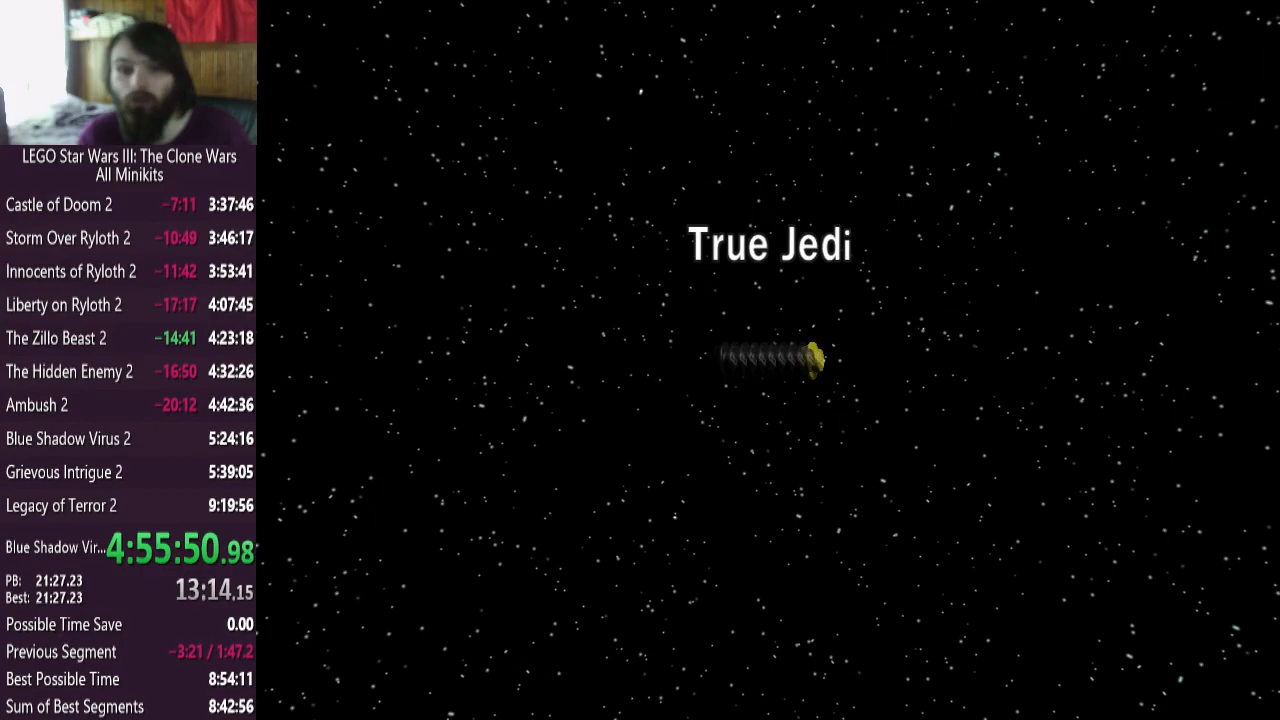 LEGO Star Wars III: The Clone Wars
All Minikits
Castle of Doom 2 −7:11 3:37:46
Storm Over Ryloth 2 −10:49 3:46:17
Innocents of Ryloth 2 −11:42 3:53:41
Liberty on Ryloth 2 −17:17 4:07:45
The Zillo Beast 2 −14:41 4:23:18
The Hidden Enemy 2 −16:50 4:32:26
Ambush 2 −20:12 4:42:36
Blue Shadow Virus 2 5:24:16
Grievous Intrigue 2 5:39:05
Legacy of Terror 2 9:19:56
Blue Shadow Vir... 4:55:50.98
PB: 21:27.23
Best: 21:27.23 13:14.15
Possible Time Save 0.00
Previous Segment −3:21 / 1:47.2
Best Possible Time 8:54:11
Sum of Best Segments 8:42:56
True Jedi